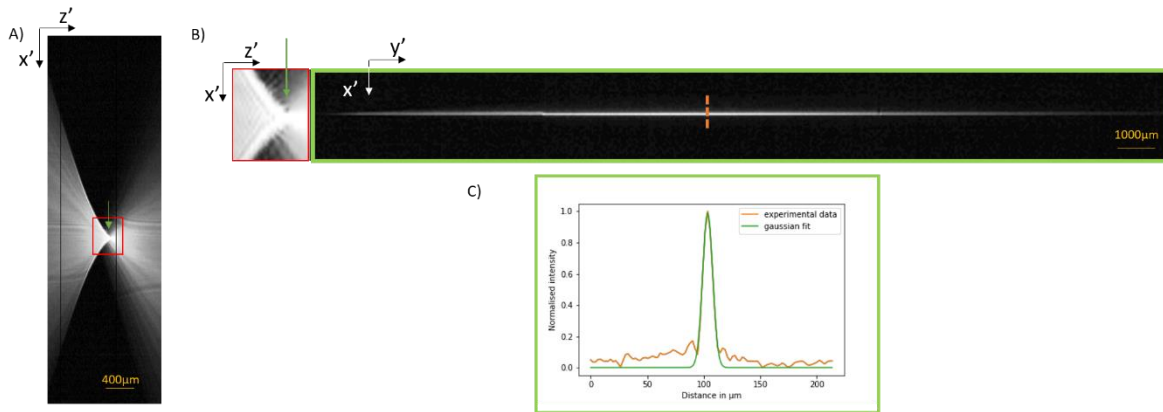 A)
z'
x'
400μm
B)
z'
x'
y'
x'
1000μm
C)
1.0
0.8
0.6
0.4
0.2
0.0
Normalised intensity
experimental data
gaussian fit
0 50 100 150 200
Distance in μm